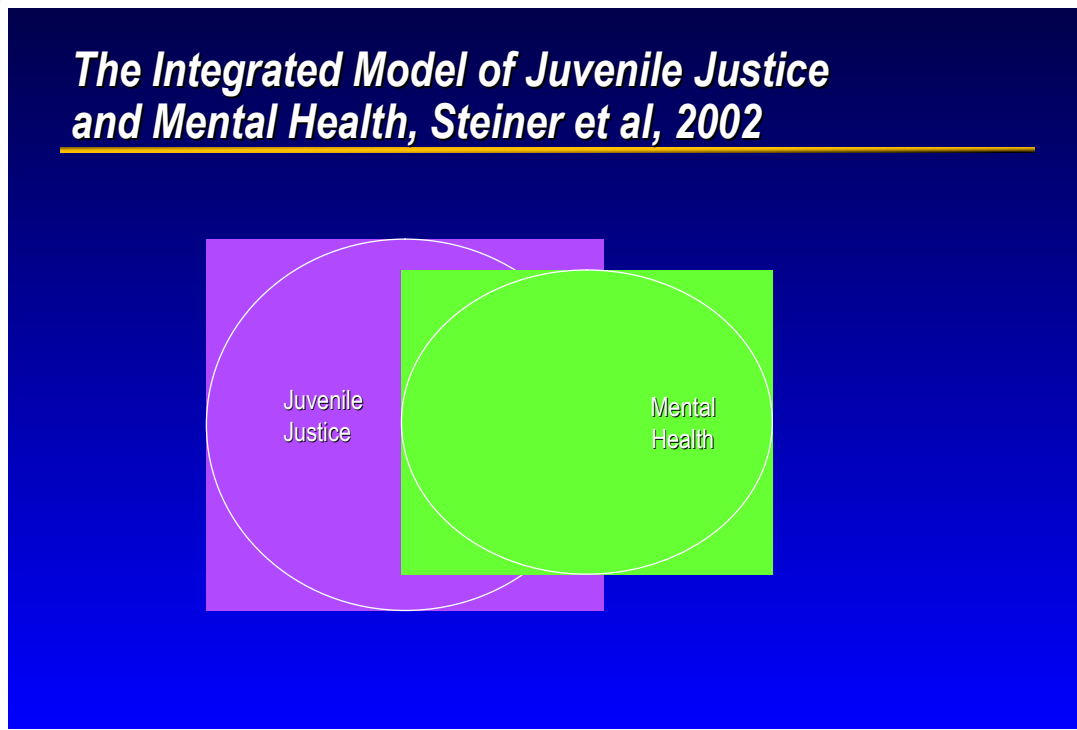 The Integrated Model of Juvenile Justice
and Mental Health, Steiner et al, 2002
Juvenile
Justice
Mental
Health